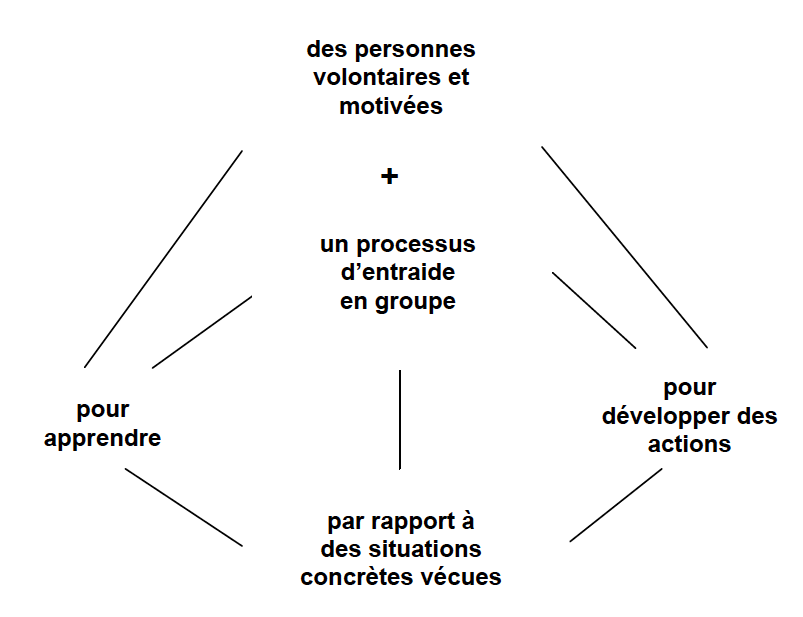 des personnes
volontaires et
motivées
+
un processus
d’entraide
en groupe
pour
apprendre
pour
développer des
actions
par rapport à
des situations
concrètes vécues